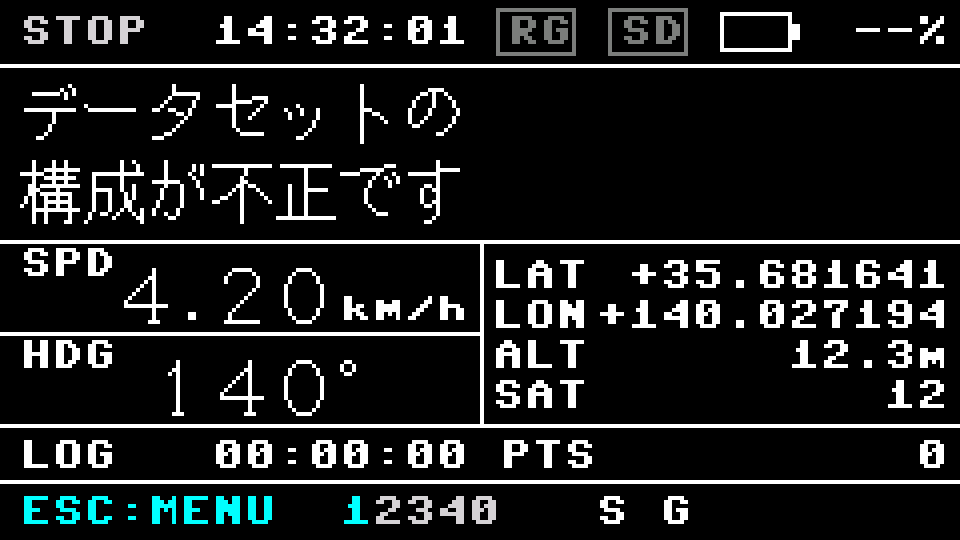 STOP 14:32:01 RG SD --%
データセットの
構成が不正です
SPD 4.20 km/h
HDG 140°
LAT +35.681641
LON +140.027194
ALT 12.3m
SAT 12
LOG 00:00:00 PTS 0
ESC:MENU 12340 S G